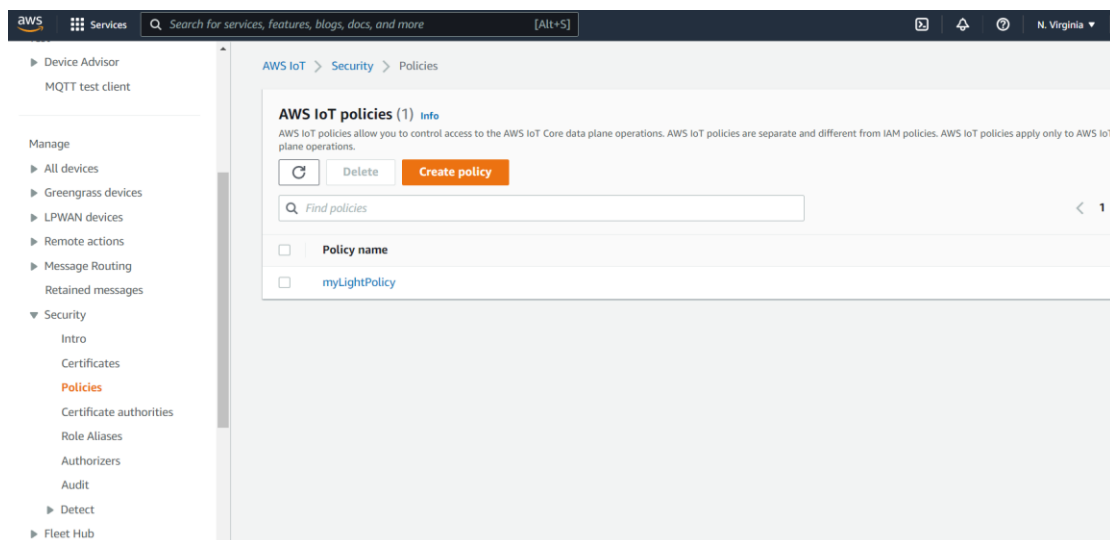 aws
Services
Search for services, features, blogs, docs, and more
[Alt+S]
N. Virginia
Device Advisor
MQTT test client
Manage
All devices
Greengrass devices
LPWAN devices
Remote actions
Message Routing
Retained messages
Security
Intro
Certificates
Policies
Certificate authorities
Role Aliases
Authorizers
Audit
Detect
Fleet Hub
AWS IoT > Security > Policies
AWS IoT policies (1) Info
AWS IoT policies allow you to control access to the AWS IoT Core data plane operations. AWS IoT policies are separate and different from IAM policies. AWS IoT policies apply only to AWS IoT
plane operations.
Delete
Create policy
Find policies
1
Policy name
myLightPolicy